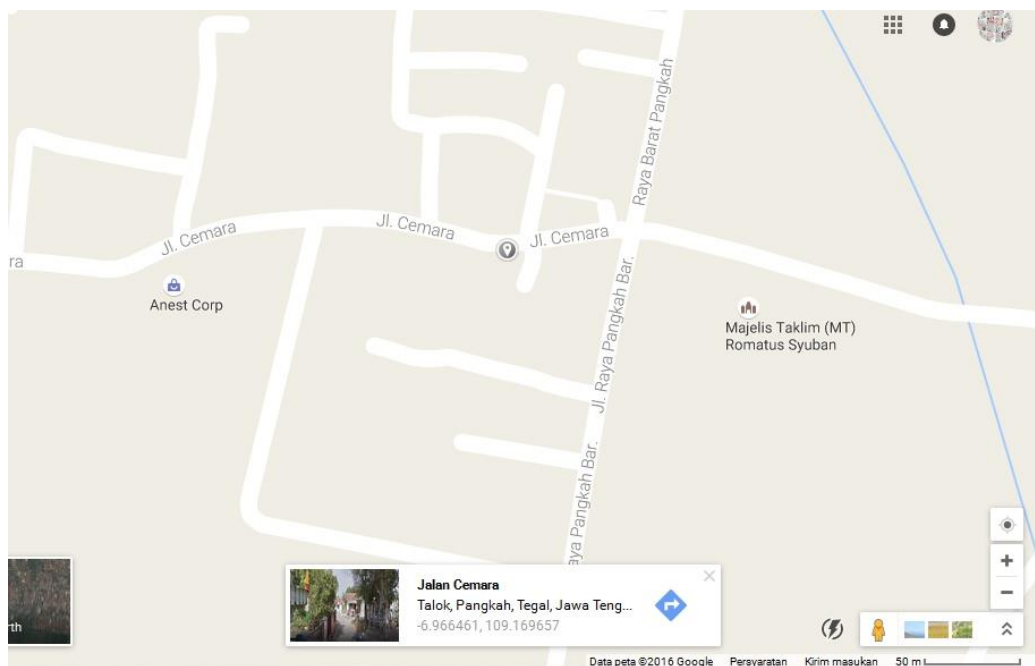 Raya Barat Pangkah
Jl. Cemara
Jl. Cemara
Jl. Cemara
ra
Anest Corp
Jl. Raya Pangkah Bar.
Majelis Taklim (MT)
Romatus Syuban
aya Pangkah Bar.
rth
Jalan Cemara
Talok, Pangkah, Tegal, Jawa Teng...
-6.966461, 109.169657
Data peta ©2016 Google Persyaratan Kirim masukan 50 m